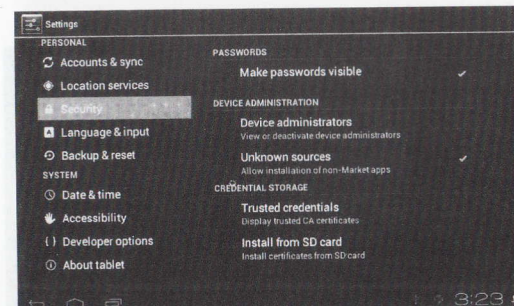 Settings
PERSONAL
Accounts & sync
Location services
Security
Language & input
Backup & reset
SYSTEM
Date & time
Accessibility
Developer options
About tablet
PASSWORDS
Make passwords visible
DEVICE ADMINISTRATION
Device administrators
View or deactivate device administrators
Unknown sources
Allow installation of non-Market apps
CREDENTIAL STORAGE
Trusted credentials
Display trusted CA certificates
Install from SD card
Install certificates from SD card
3:23